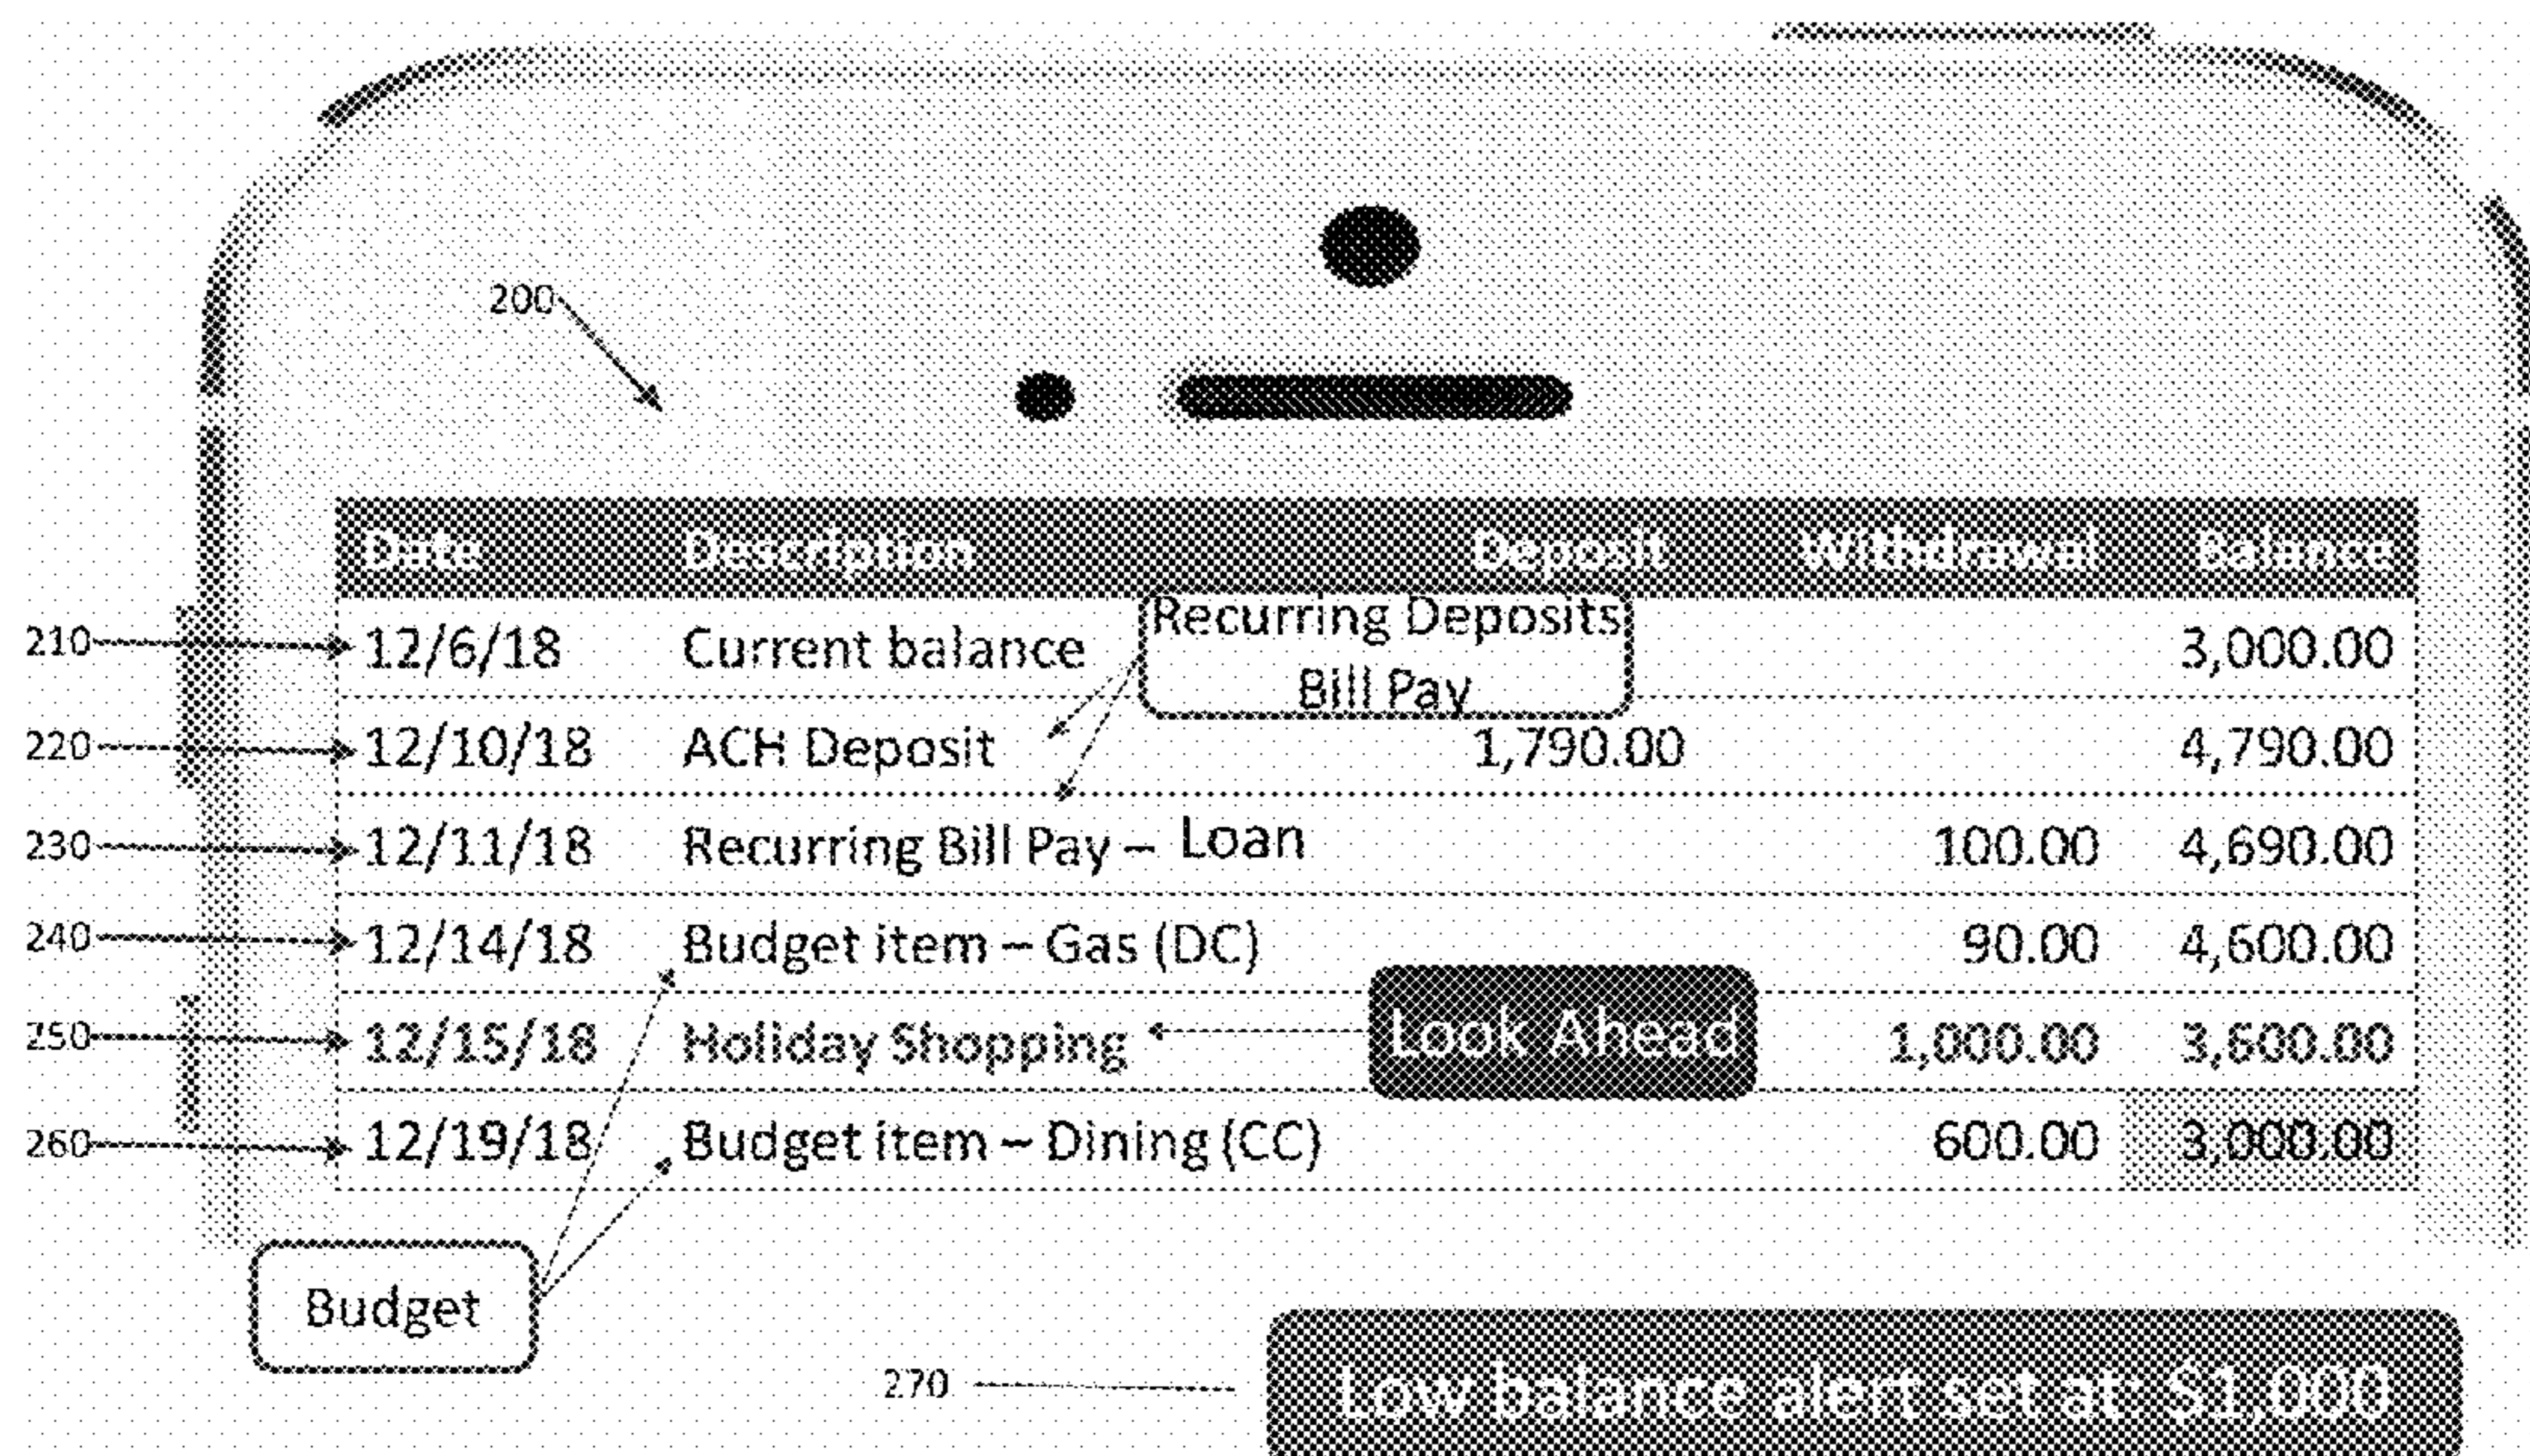 200
Date Description Deposit Withdrawal Balance
Recurring Deposits
Bill Pay
210 12/6/18 Current balance 3,000.00
220 12/10/18 ACH Deposit 1,790.00 4,790.00
230 12/11/18 Recurring Bill Pay – Loan 100.00 4,690.00
240 12/14/18 Budget item – Gas (DC) 90.00 4,600.00
Look Ahead
250 12/15/18 Holiday Shopping 1,000.00 3,600.00
260 12/19/18 Budget item – Dining (CC) 600.00 3,000.00
Budget
270 Low balance alert set at: $1,000